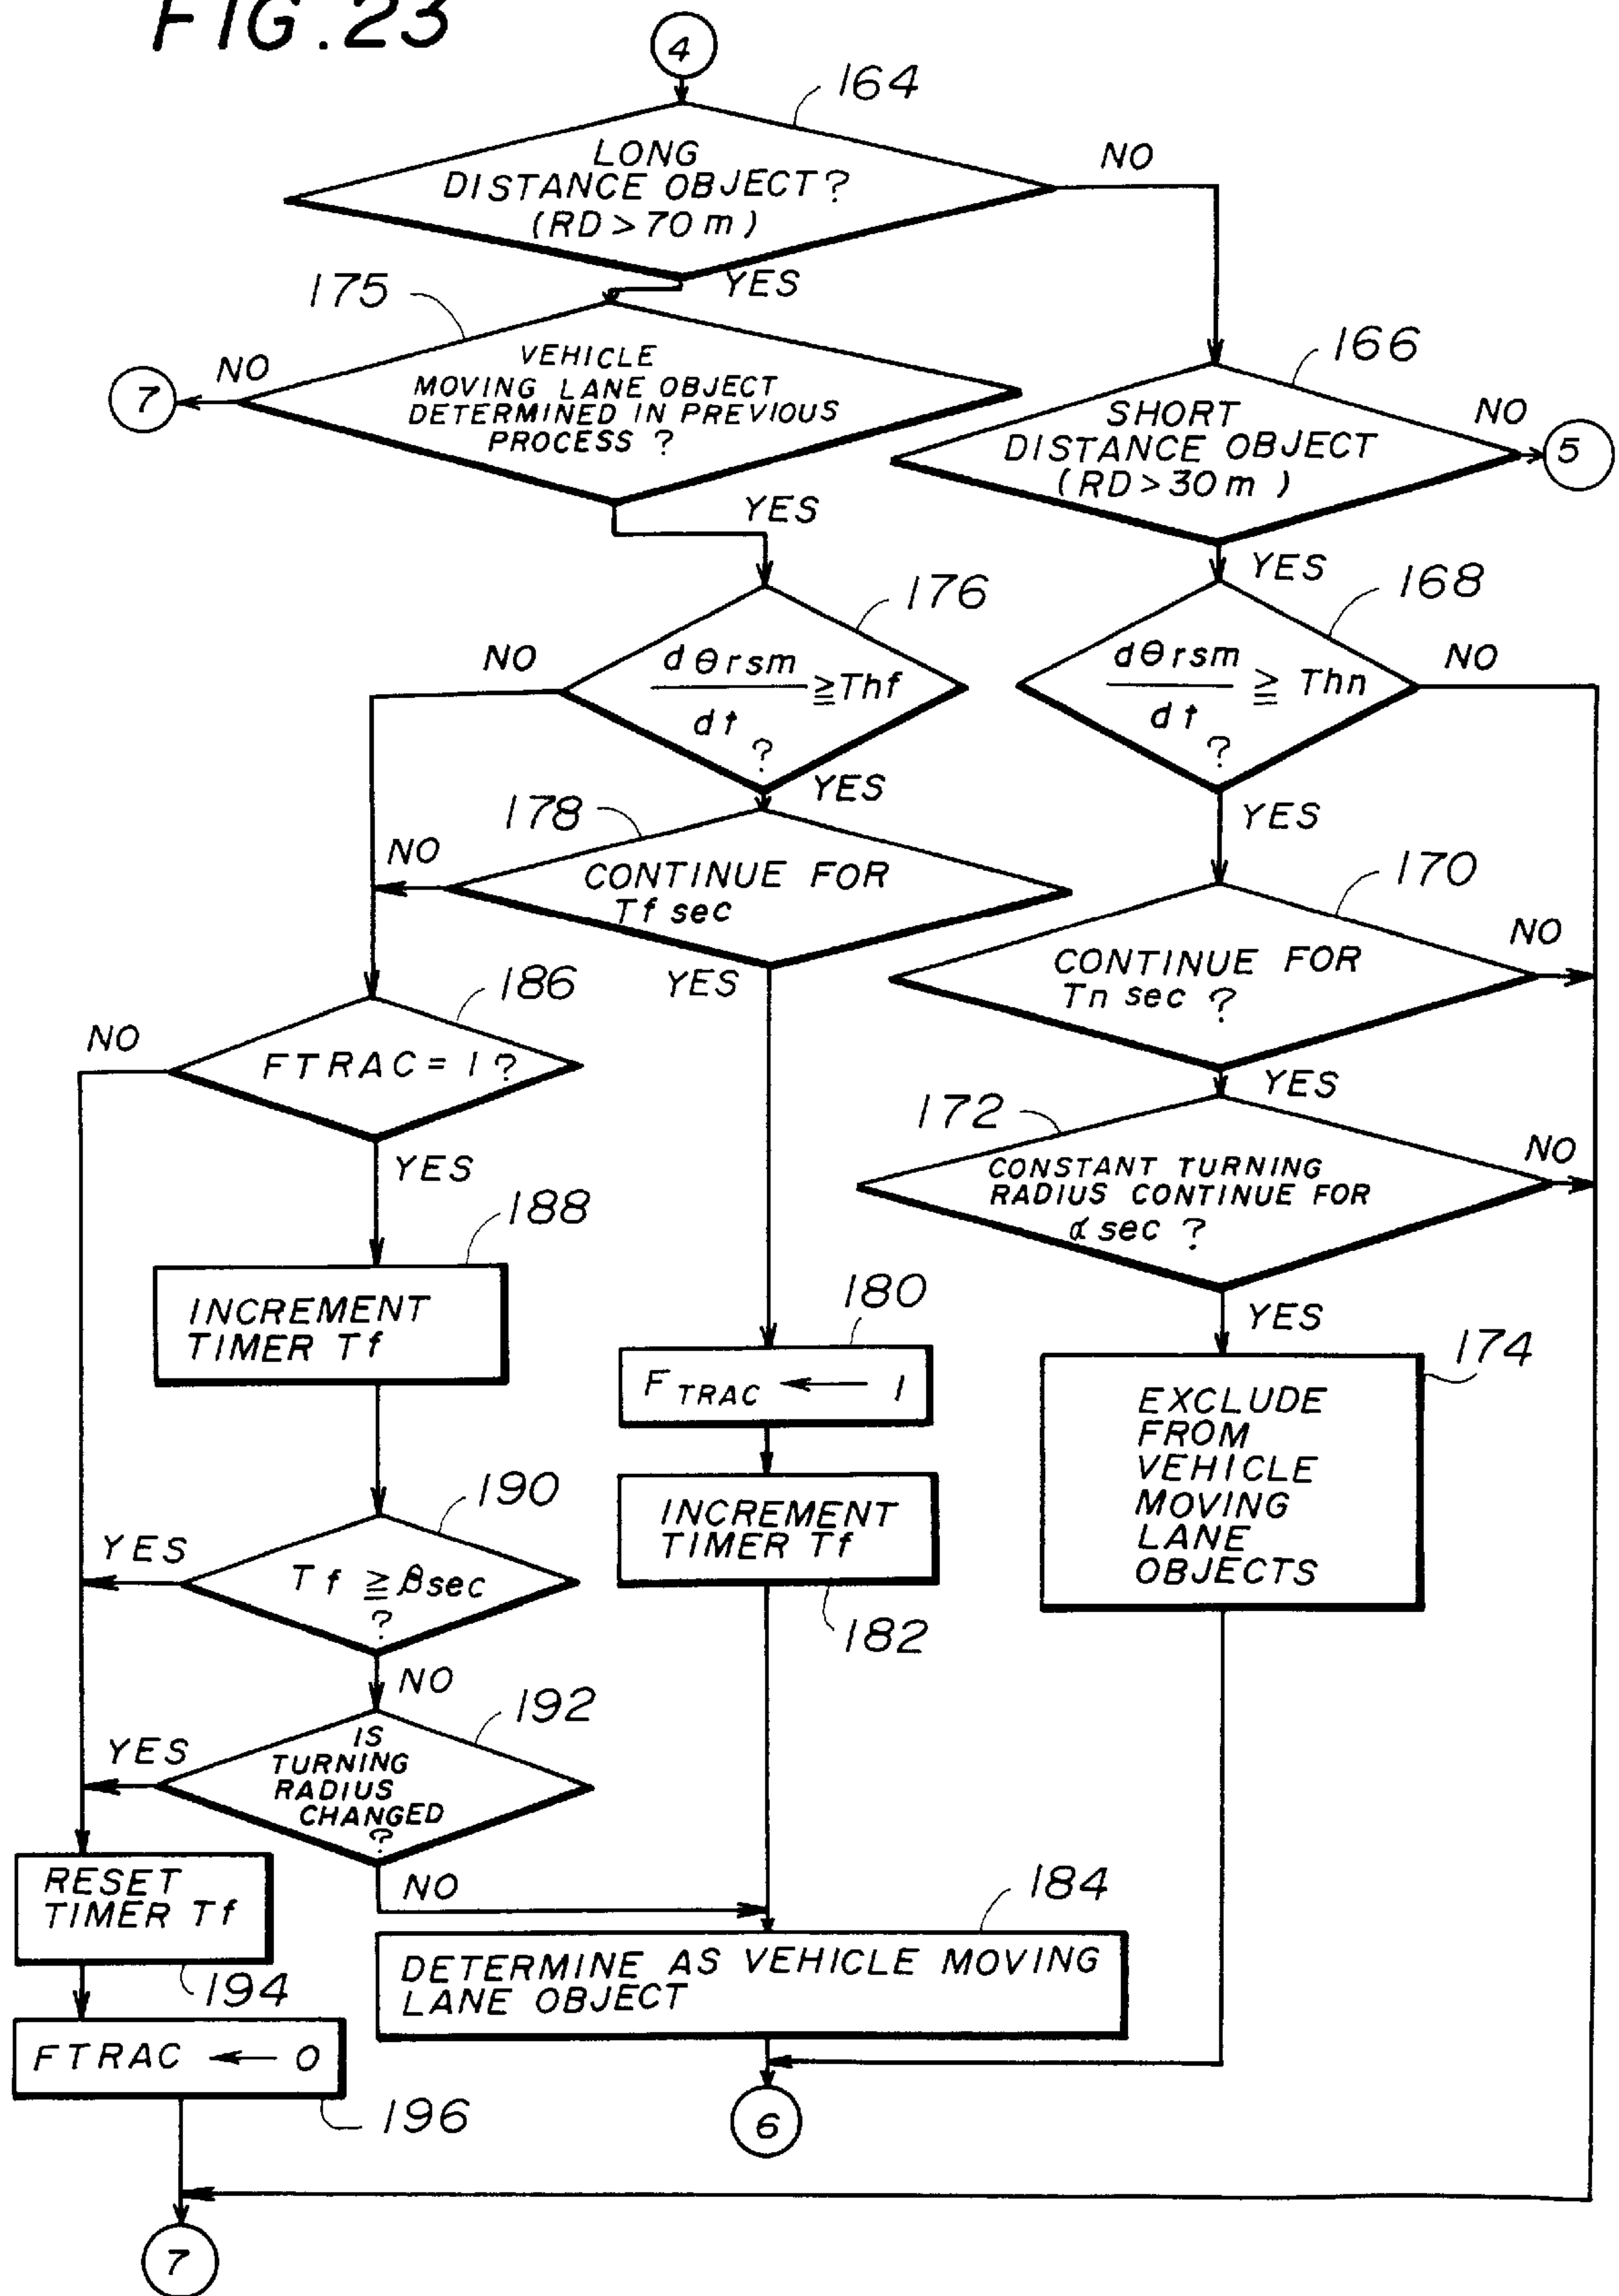 FIG.23
4
164
LONG
DISTANCE OBJECT?
(RD > 70 m)
NO
YES
175
NO
7
VEHICLE
MOVING LANE OBJECT
DETERMINED IN PREVIOUS
PROCESS ?
166
SHORT
DISTANCE OBJECT
(RD > 30 m)
NO
5
YES
YES
176
168
NO
dθrsm
dt
≧Thf
?
dθrsm
dt
≧ Thn
?
NO
YES
YES
178
NO
CONTINUE FOR
Tf sec
170
CONTINUE FOR
Tn sec ?
NO
YES
YES
186
NO
FTRAC = 1 ?
YES
172
CONSTANT TURNING
RADIUS CONTINUE FOR
α sec ?
NO
YES
188
INCREMENT
TIMER Tf
180
FTRAC ← 1
174
EXCLUDE
FROM
VEHICLE
MOVING
LANE
OBJECTS
190
YES
Tf ≧ βsec
?
NO
INCREMENT
TIMER Tf
182
192
YES
IS
TURNING
RADIUS
CHANGED
?
NO
RESET
TIMER Tf
194
184
DETERMINE AS VEHICLE MOVING
LANE OBJECT
FTRAC ← 0
196
6
7